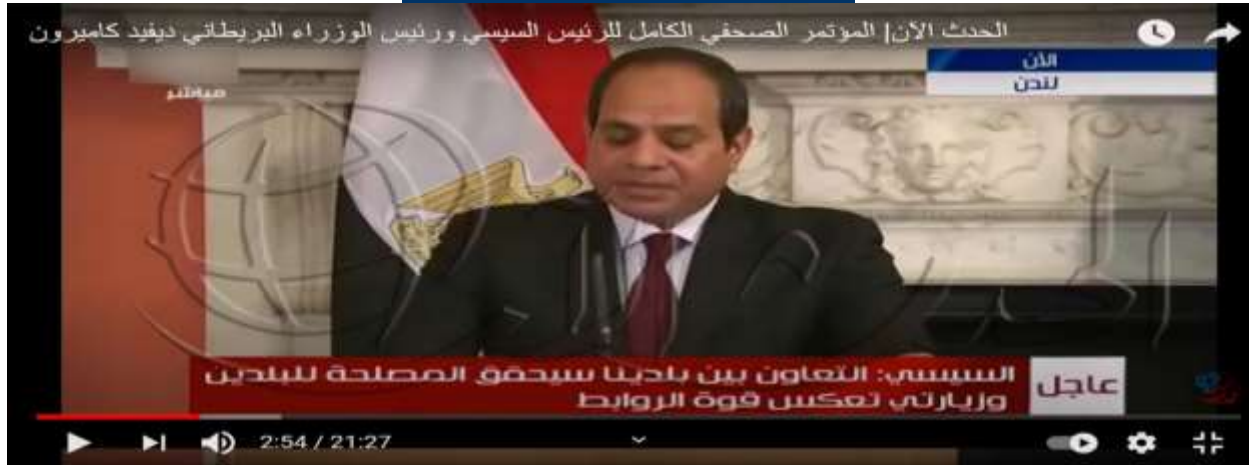 الحدث الآن| المؤتمر الصحفي الكامل للرئيس السيسي ورئيس الوزراء البريطاني ديفيد كاميرون
الآن
لندن
مباشر
عاجل
السيسي: التعاون بين بلدينا سيحقق المصلحة للبلدين
وزيارتي تعكس قوة الروابط
2:54 / 21:27